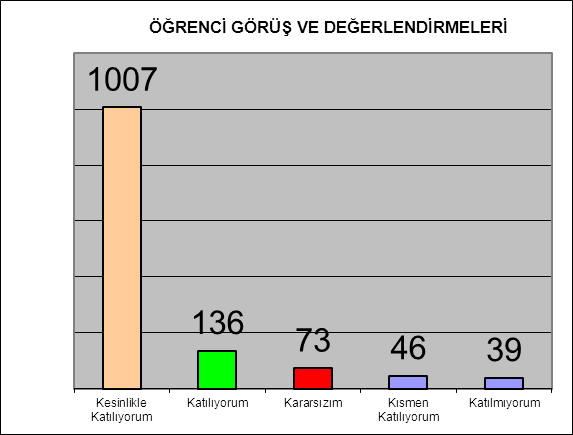 ÖĞRENCİ GÖRÜŞ VE DEĞERLENDİRMELERİ
1007
136
73
46
39
Kesinlikle
Katılıyorum
Katılıyorum
Kararsızım
Kısmen
Katılıyorum
Katılmıyorum